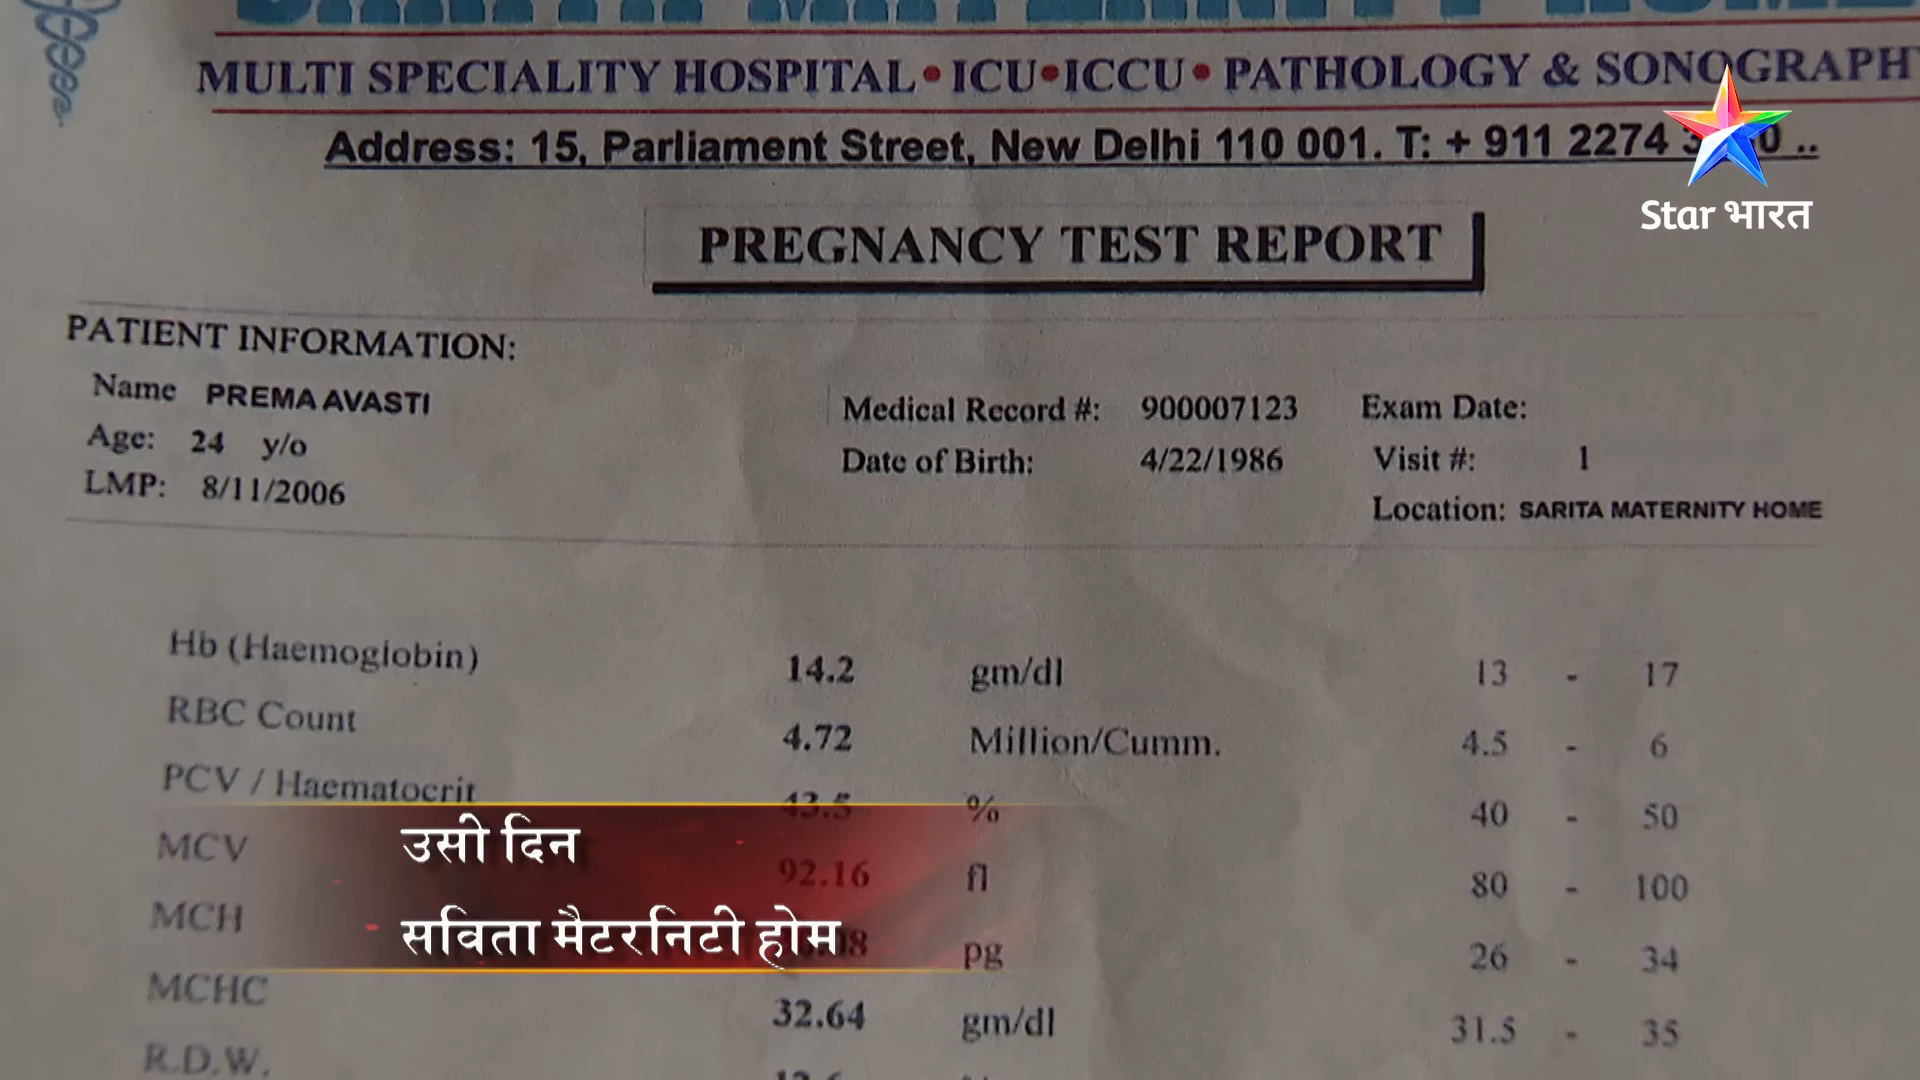 MULTI SPECIALITY HOSPITAL • ICU • ICCU • PATHOLOGY & SONOGRAPHY
Address: 15, Parliament Street, New Delhi 110 001. T: + 911 2274
Star भारत
PREGNANCY TEST REPORT
PATIENT INFORMATION:
Name PREMA AVASTI Medical Record #: 900007123 Exam Date:
Age: 24 y/o Date of Birth: 4/22/1986 Visit #: 1
LMP: 8/11/2006 Location: SARITA MATERNITY HOME
Hb (Haemoglobin) 14.2 gm/dl 13 - 17
RBC Count 4.72 Million/Cumm. 4.5 - 6
PCV / Haematocrit 43.5 % 40 - 50
MCV 92.16 fl 80 - 100
MCH pg 26 - 34
MCHC 32.64 gm/dl 31.5 - 35
R.D.W.
उसी दिन
सविता मैटरनिटी होम